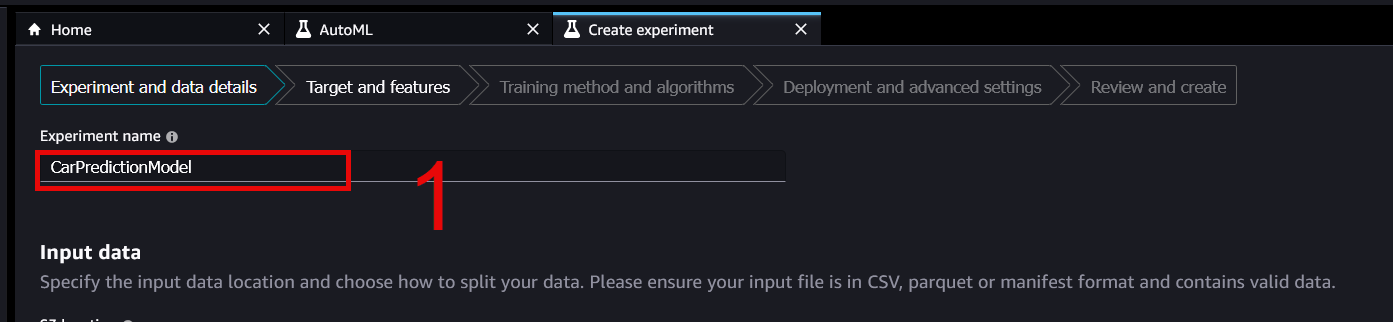 Home AutoML Create experiment
Experiment and data details Target and features Training method and algorithms Deployment and advanced settings Review and create
Experiment name
CarPredictionModel
1
Input data
Specify the input data location and choose how to split your data. Please ensure your input file is in CSV, parquet or manifest format and contains valid data.